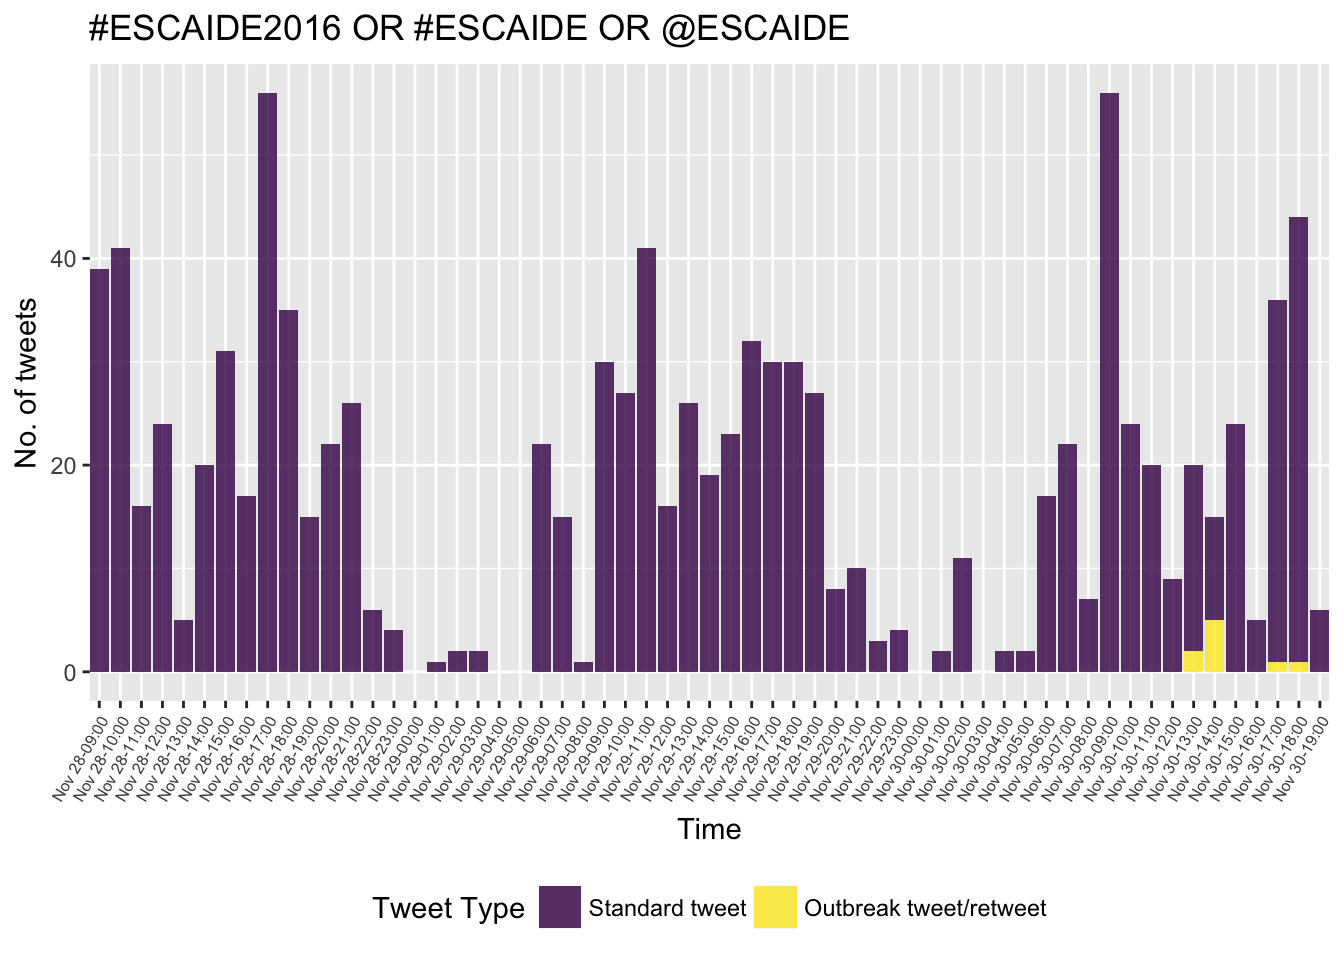 #ESCAIDE2016 OR #ESCAIDE OR @ESCAIDE
No. of tweets
40
20
0
Nov 28-09:00
Nov 28-10:00
Nov 28-11:00
Nov 28-12:00
Nov 28-13:00
Nov 28-14:00
Nov 28-15:00
Nov 28-16:00
Nov 28-17:00
Nov 28-18:00
Nov 28-19:00
Nov 28-20:00
Nov 28-21:00
Nov 28-22:00
Nov 28-23:00
Nov 29-00:00
Nov 29-01:00
Nov 29-02:00
Nov 29-03:00
Nov 29-04:00
Nov 29-05:00
Nov 29-06:00
Nov 29-07:00
Nov 29-08:00
Nov 29-09:00
Nov 29-10:00
Nov 29-11:00
Nov 29-12:00
Nov 29-13:00
Nov 29-14:00
Nov 29-15:00
Nov 29-16:00
Nov 29-17:00
Nov 29-18:00
Nov 29-19:00
Nov 29-20:00
Nov 29-21:00
Nov 29-22:00
Nov 29-23:00
Nov 30-00:00
Nov 30-01:00
Nov 30-02:00
Nov 30-03:00
Nov 30-04:00
Nov 30-05:00
Nov 30-06:00
Nov 30-07:00
Nov 30-08:00
Nov 30-09:00
Nov 30-10:00
Nov 30-11:00
Nov 30-12:00
Nov 30-13:00
Nov 30-14:00
Nov 30-15:00
Nov 30-16:00
Nov 30-17:00
Nov 30-18:00
Nov 30-19:00
Time
Tweet Type Standard tweet Outbreak tweet/retweet